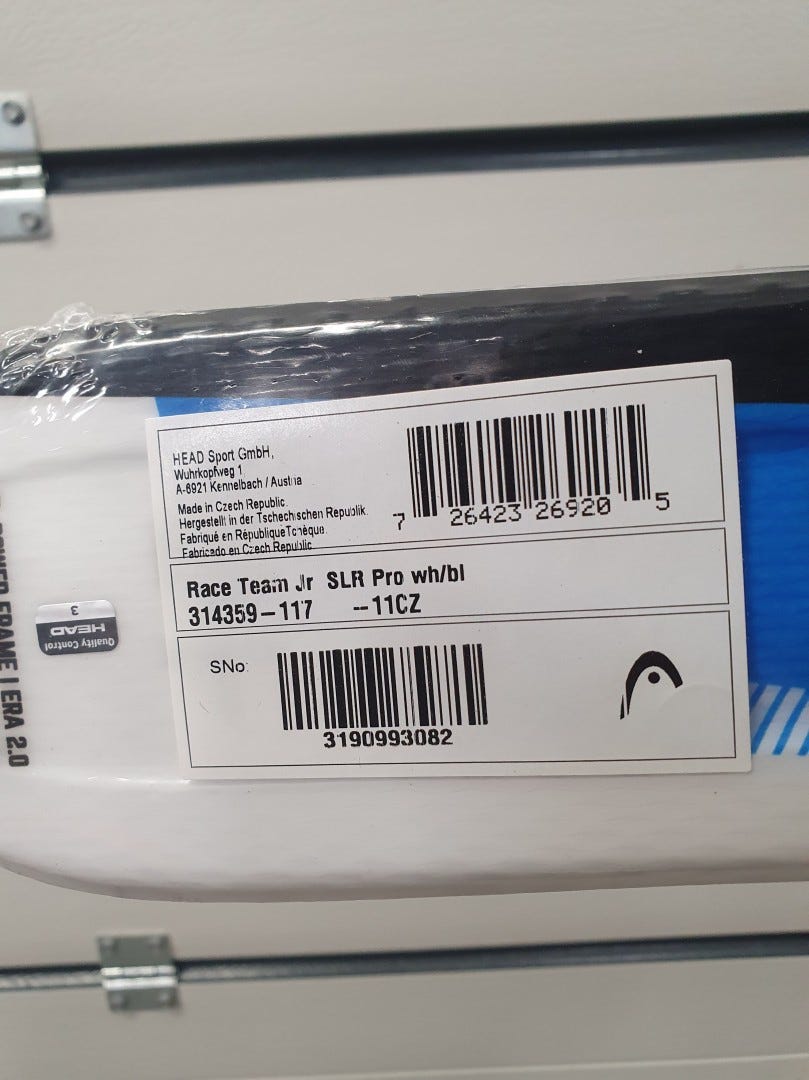 HEAD Sport GmbH,
Wuhrkopfweg 1
A-6921 Kennelbach / Austria
Made in Czech Republic.
Hergestellt in der Tschechischen Republik.
Fabriqué en République Tchèque.
Fabricado en Czech Republic.
7 26423 26920 5
Race Team Jr SLR Pro wh/bl
314359-117 --11CZ
SNo:
3190993082
Quality Control
HEAD
3
FRAME | ERA 2.0